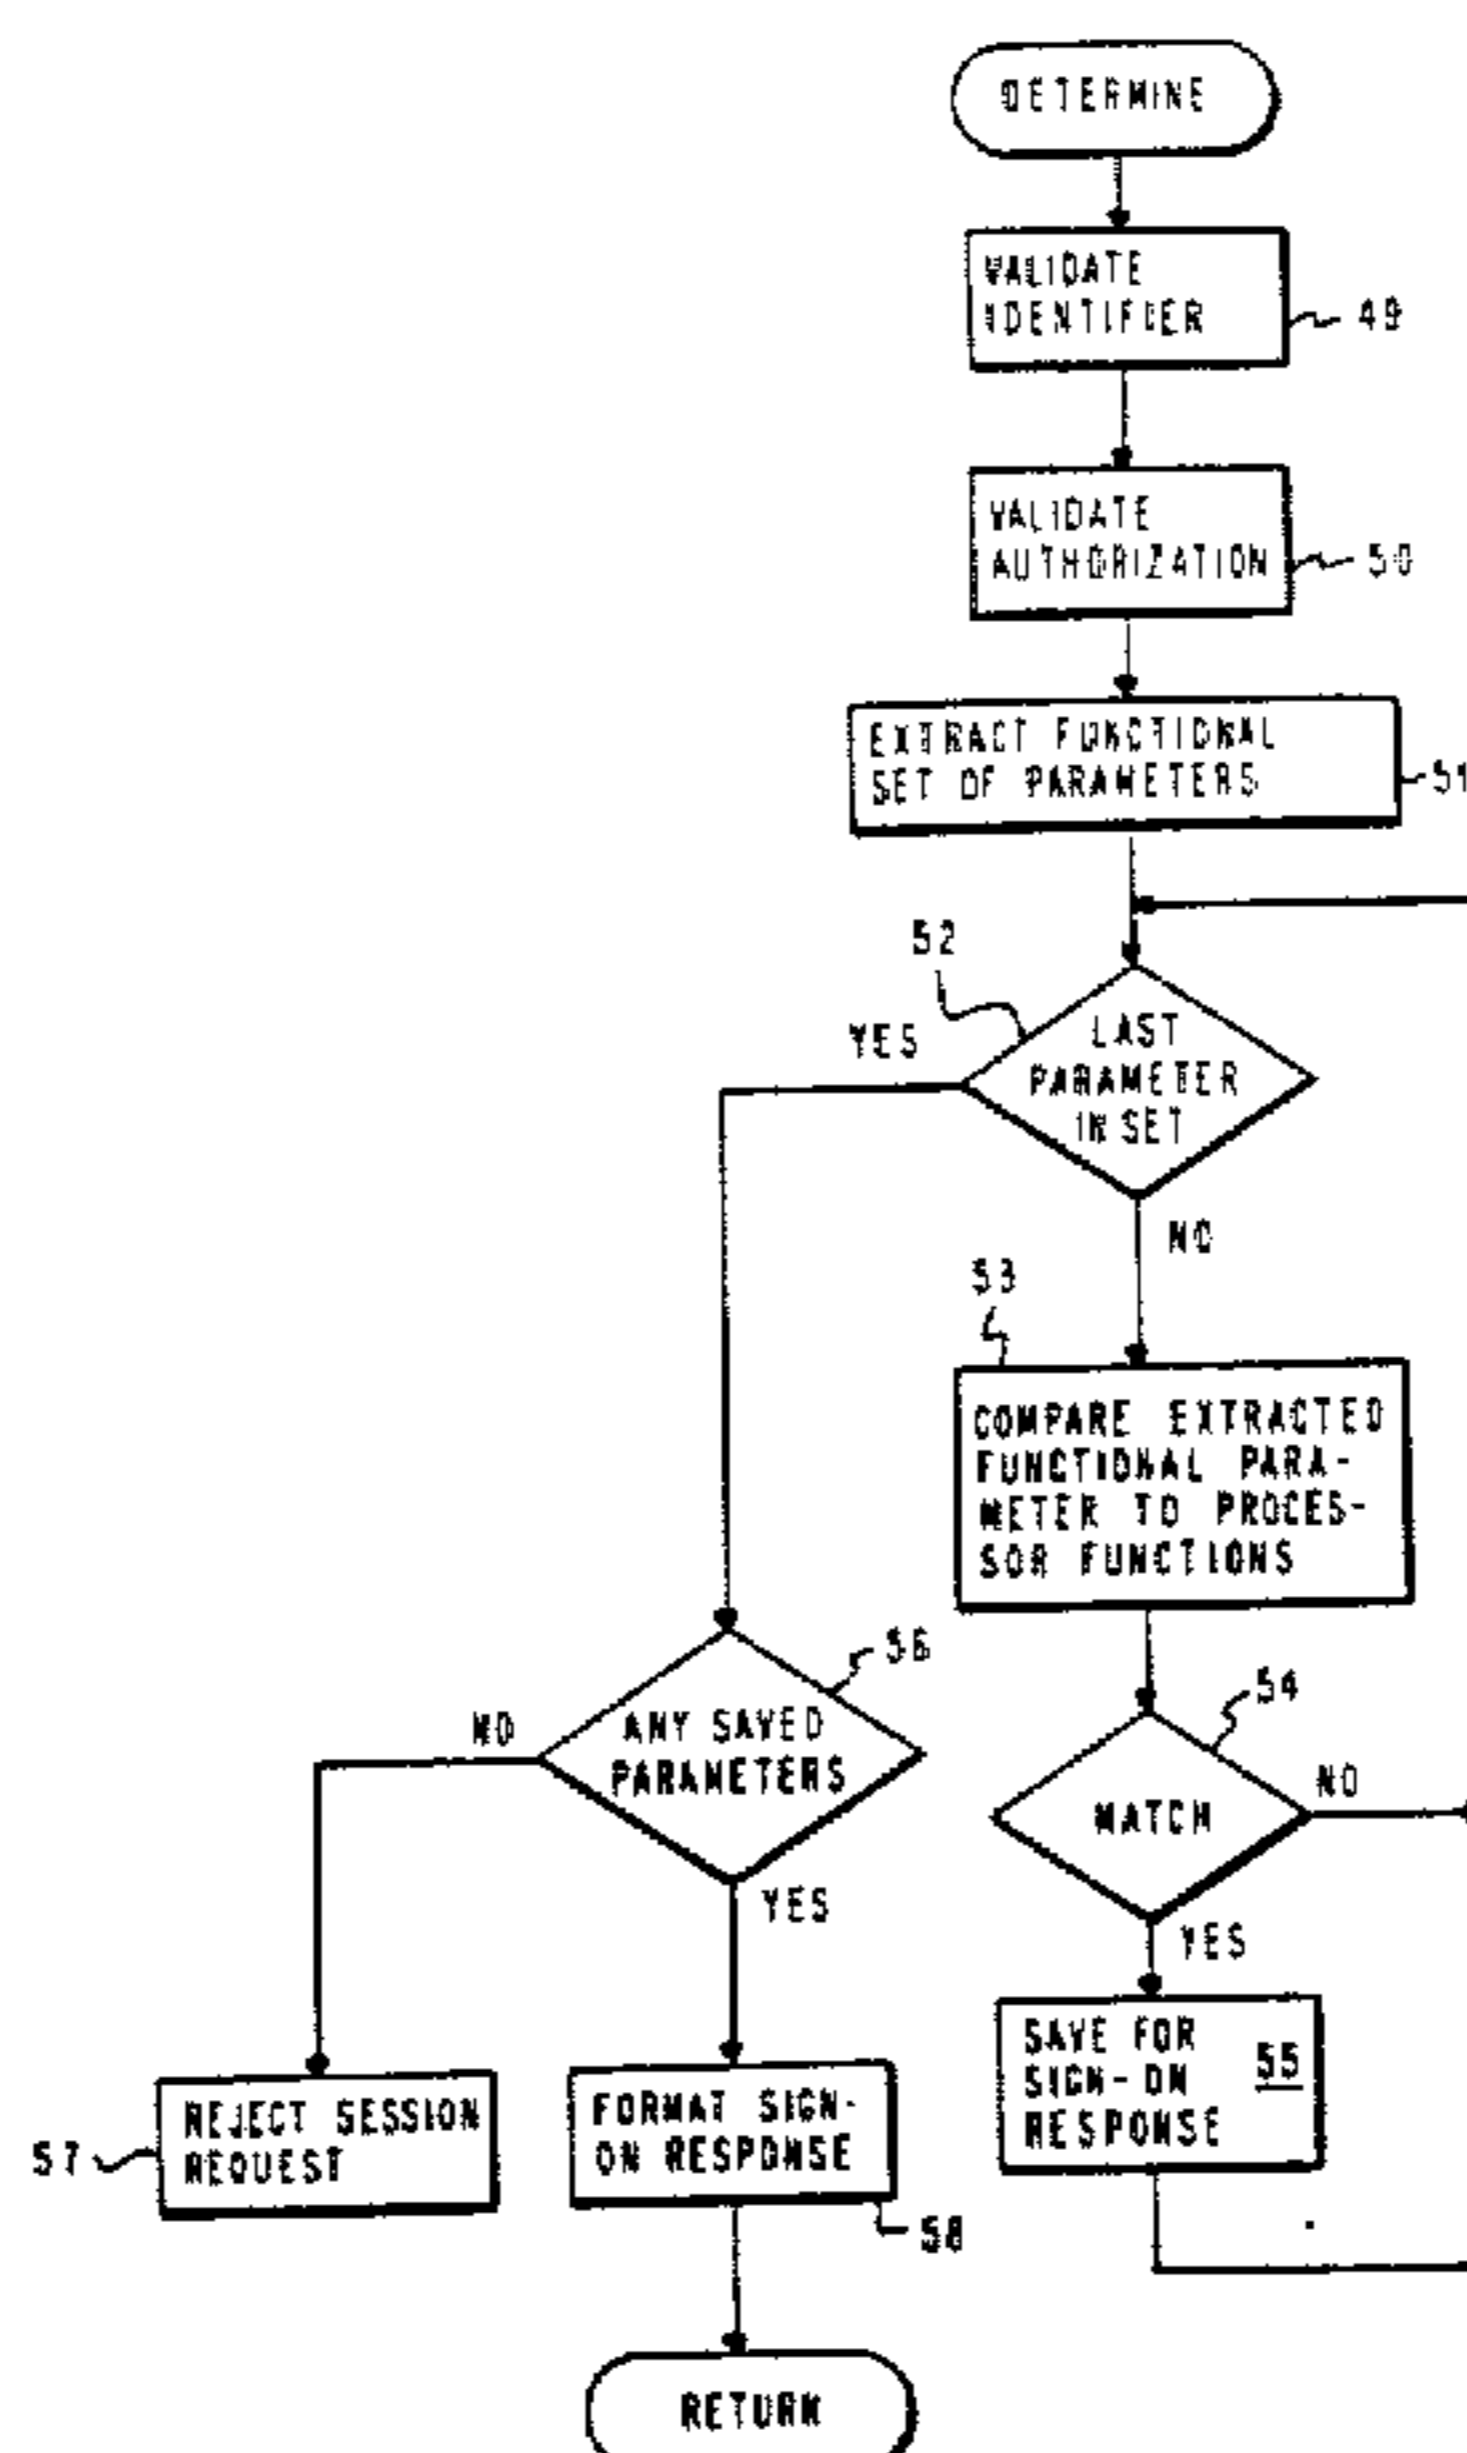 DETERMINE
VALIDATE
IDENTIFIER
49
VALIDATE
AUTHORIZATION
50
EXTRACT FUNCTIONAL
SET OF PARAMETERS
51
52
YES
LAST
PARAMETER
IN SET
NO
53
COMPARE EXTRACTED
FUNCTIONAL PARA-
METER TO PROCES-
SOR FUNCTIONS
56
54
NO
ANY SAVED
PARAMETERS
NO
MATCH
YES
YES
SAVE FOR
SIGN-ON
RESPONSE
55
REJECT SESSION
REQUEST
57
FORMAT SIGN-
ON RESPONSE
58
RETURN